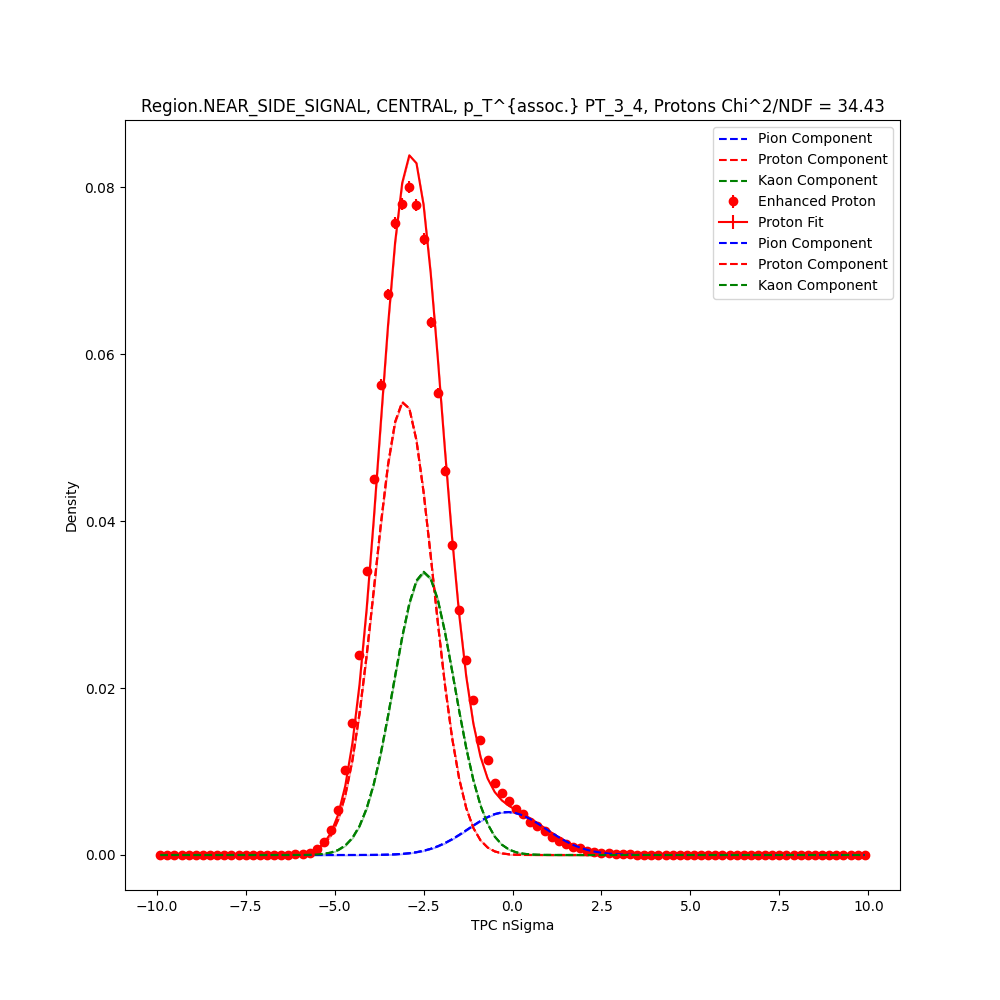 Region.NEAR_SIDE_SIGNAL, CENTRAL, p_T^{assoc.} PT_3_4, Protons Chi^2/NDF = 34.43
Pion Component
Proton Component
Kaon Component
Enhanced Proton
Proton Fit
Pion Component
Proton Component
Kaon Component
0.08
0.06
0.04
0.02
0.00
Density
−10.0 −7.5 −5.0 −2.5 0.0 2.5 5.0 7.5 10.0
TPC nSigma